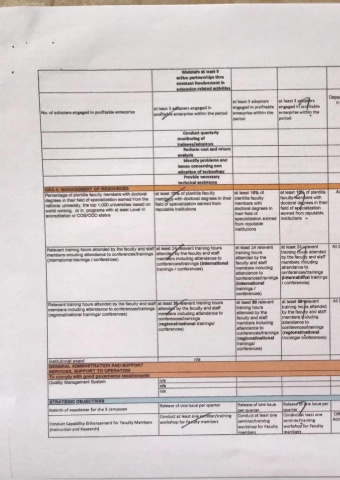 Maintain at least 5
active partnerships thru
constant involvement in
extension related activities
No. of adopters engaged in profitable enterprise
at least 5 adopters engaged in
profitable enterprise within the period
at least 5 adopters
engaged in profitable
enterprise within the
period
at least 5 adopters
engaged in profitable
enterprise within the
period
Conduct quarterly
monitoring of
trainees/adoptors
Perform cost and return
analysis
Identify problems and
issues concerning non
adoption of technology
Provide necessary
technical assistance
KRA 4: MANAGEMENT OF RESOURCES
Percentage of plantilla faculty members with doctoral
degrees in their field of specialization earned from the
national university, the top 1,000 universities based on
world ranking, or in programs with at least Level in
accreditation or COE/COD status
at least 10% of plantilla faculty
members with doctoral degrees in their
field of specialization earned from
reputable institutions
at least 10% of
plantilla faculty
members with
doctoral degrees in
their field of
specialization
earned from
reputable
institutions
at least 10% of plantilla
faculty members with
doctoral degrees in their
field of specialization
earned from reputable
institutions
Relevant training hours attended by the faculty and staff
members including attendance to conferences/trainings
(international trainings / conferences)
at least 24 relevant training hours
attended by the faculty and staff
members including attendance to
conferences/trainings (international
trainings / conferences)
at least 24 relevant
training hours
attended by the
faculty and staff
members including
attendance to
conferences/trainings
(international
trainings /
conferences)
at least 24 relevant
training hours attended
by the faculty and staff
members including
attendance to
conferences/trainings
(international trainings
/ conferences)
Relevant training hours attended by the faculty and staff
members including attendance to conferences/trainings
(regional/national trainings/ conferences)
at least relevant training hours
attended by the faculty and staff
members including attendance to
conferences/trainings
(regional/national trainings/
conferences)
at least relevant
training hours
attended by the
faculty and staff
members including
attendance to
conferences/trainings
(regional/national
trainings/
conferences)
at least relevant
training hours attended
by the faculty and staff
members including
attendance to
conferences/trainings
(regional/national
trainings/ conferences)
Institutional event
n/a
GENERAL ADMINISTRATION AND SUPPORT
SERVICES, SUPPORT TO OPERATION
To comply with good governance requirements
Quality Management System
n/a
n/a
n/a
STRATEGIC OBJECTIVES
Rebirth of newsletter for the 3 campuses
Release of one issue per quarter
Release of one issue
per quarter
Release of one issue per
quarter
Conduct Capability Enhancement for Faculty Members
(Instruction and Research)
Conduct at least one seminar/training
workshop for faculty members
Conduct at least one
seminar/training
workshop for faculty
members
Conduct at least one
seminar/training
workshop for faculty
members